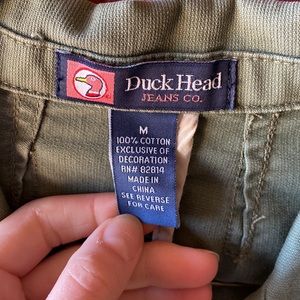 Duck Head
JEANS CO.
M
100% COTTON
EXCLUSIVE OF
DECORATION
RN# 82814
MADE IN
CHINA
SEE REVERSE
FOR CARE